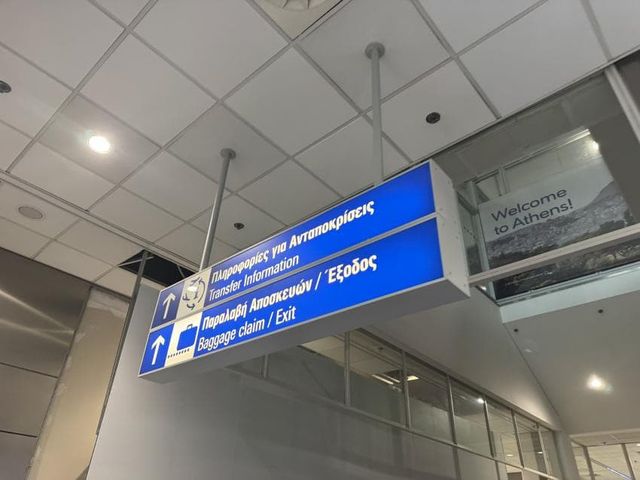 Πληροφορίες για Ανταποκρίσεις
Transfer Information
Παραλαβή Αποσκευών / Έξοδος
Baggage claim / Exit
Welcome
to Athens!